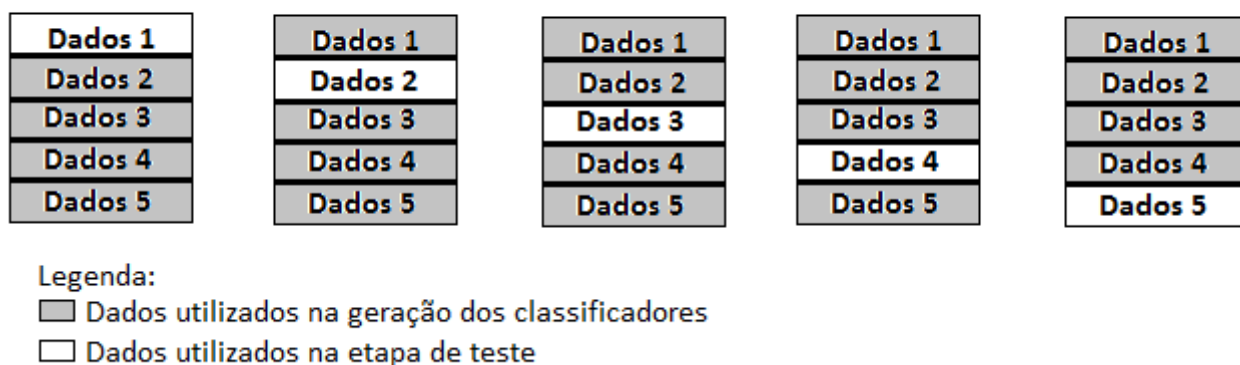 Dados 1 Dados 1 Dados 1 Dados 1 Dados 1
Dados 2 Dados 2 Dados 2 Dados 2 Dados 2
Dados 3 Dados 3 Dados 3 Dados 3 Dados 3
Dados 4 Dados 4 Dados 4 Dados 4 Dados 4
Dados 5 Dados 5 Dados 5 Dados 5 Dados 5
Legenda:
Dados utilizados na geração dos classificadores
Dados utilizados na etapa de teste